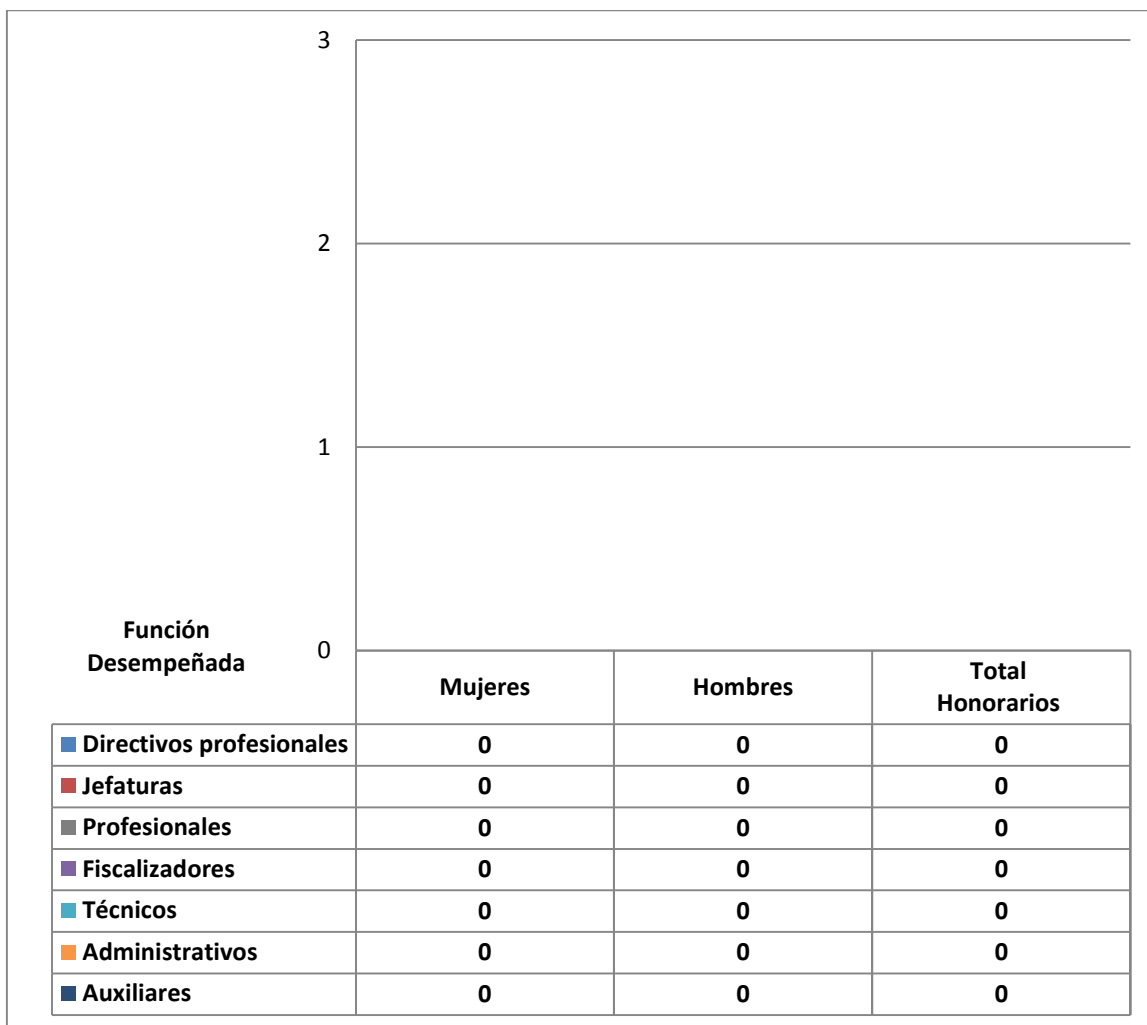 3
2
1
0
Función
Desempeñada
Mujeres Hombres Total
Honorarios
Directivos profesionales 0 0 0
Jefaturas 0 0 0
Profesionales 0 0 0
Fiscalizadores 0 0 0
Técnicos 0 0 0
Administrativos 0 0 0
Auxiliares 0 0 0